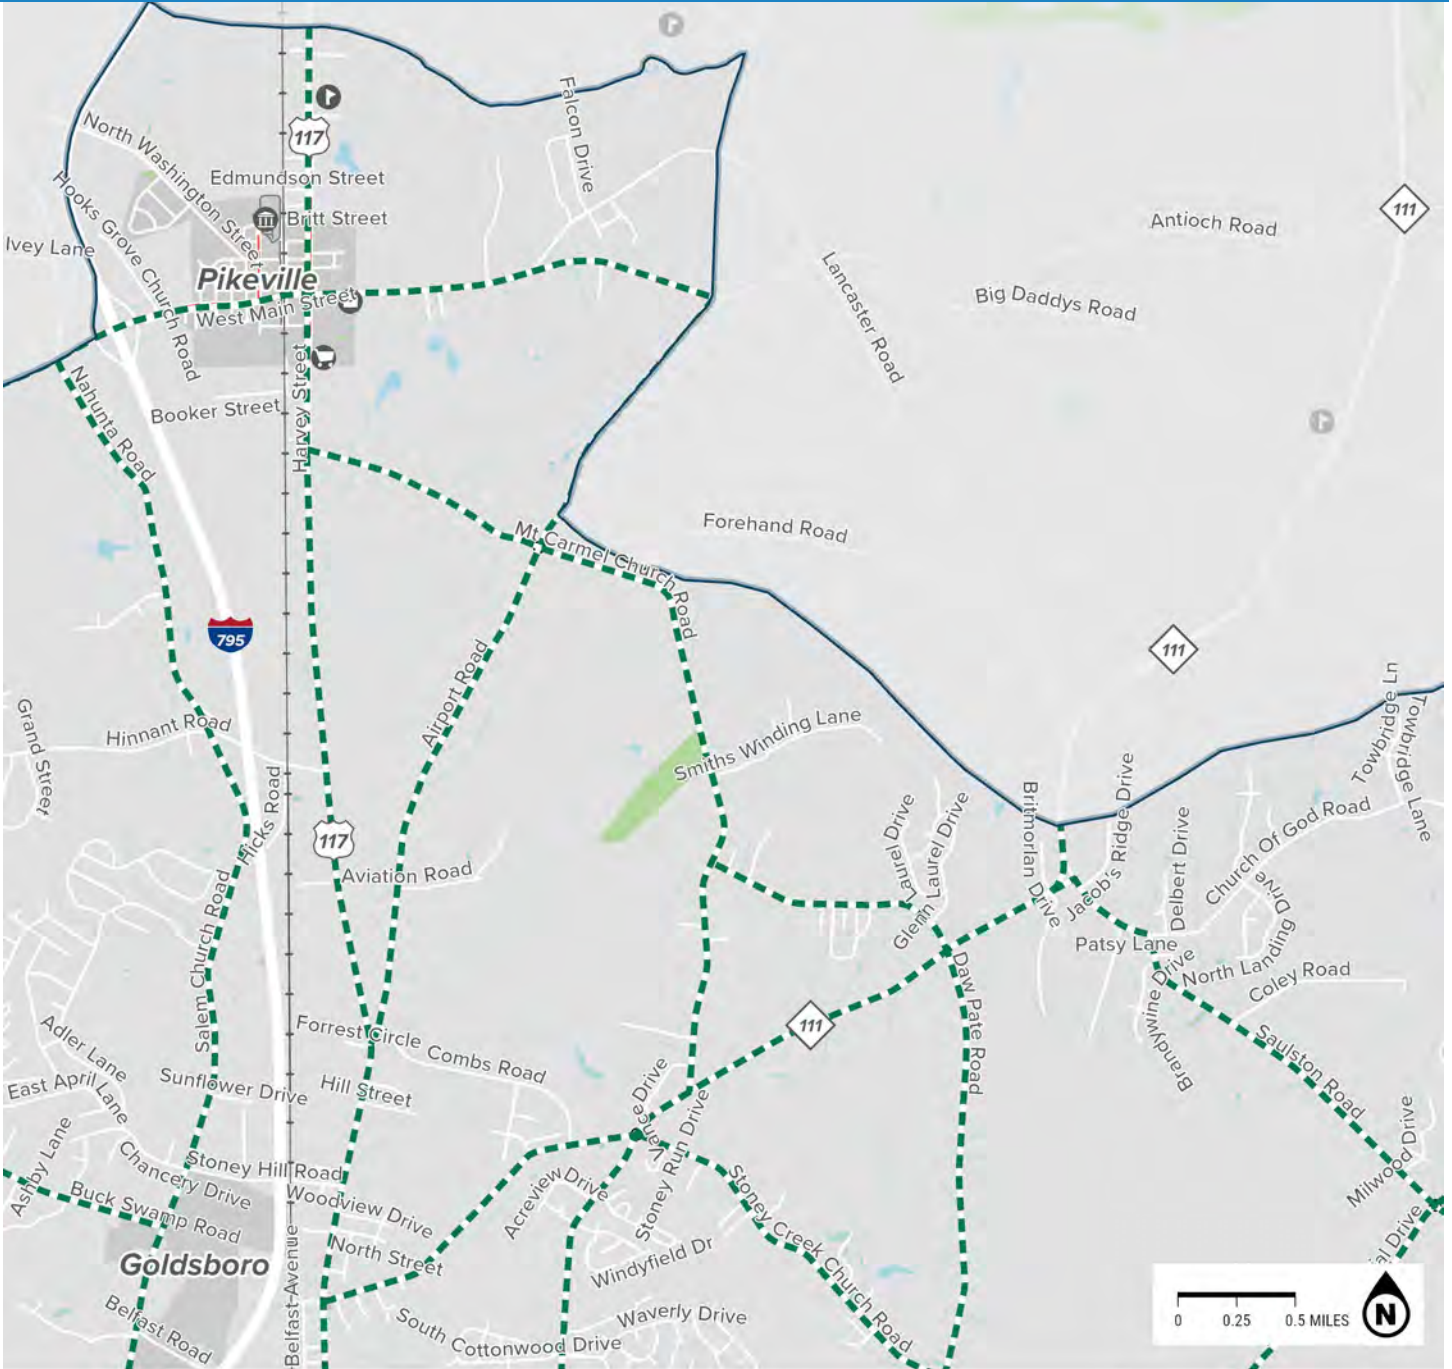 Falcon Drive
North Washington Street
117
Edmundson Street
Hooks Grove Church Road
Britt Street
111
Antioch Road
Ivey Lane
Pikeville
Lancaster Road
Big Daddys Road
West Main Street
Nahunta Road
Harvey Street
Booker Street
Forehand Road
Mt Carmel Church Road
795
111
Airport Road
Grand Street
Hinnant Road
Smiths Winding Lane
Towbridge Ln
Towbridge Lane
Hicks Road
117
Laurel Drive
Glenn Laurel Drive
Britmorlan Drive
Jacob's Ridge Drive
Delbert Drive
Church Of God Road
Aviation Road
Salem Church Road
Patsy Lane
North Landing Drive
Brandywine Drive
Coley Road
Daw Pate Road
111
Adler Lane
Forrest Circle
Combs Road
Saulston Road
East April Lane
Sunflower Drive
Hill Street
Vance Drive
Ashby Lane
Chancery Drive
Stoney Hill Road
Stoney Run Drive
Milwood Drive
Acreview Drive
Buck Swamp Road
Woodview Drive
Stoney Creek Church Road
Goldsboro
North Street
Windyfield Dr
ial Drive
Belfast Avenue
Belfast Road
South Cottonwood Drive
Waverly Drive
0 0.25 0.5 MILES
N